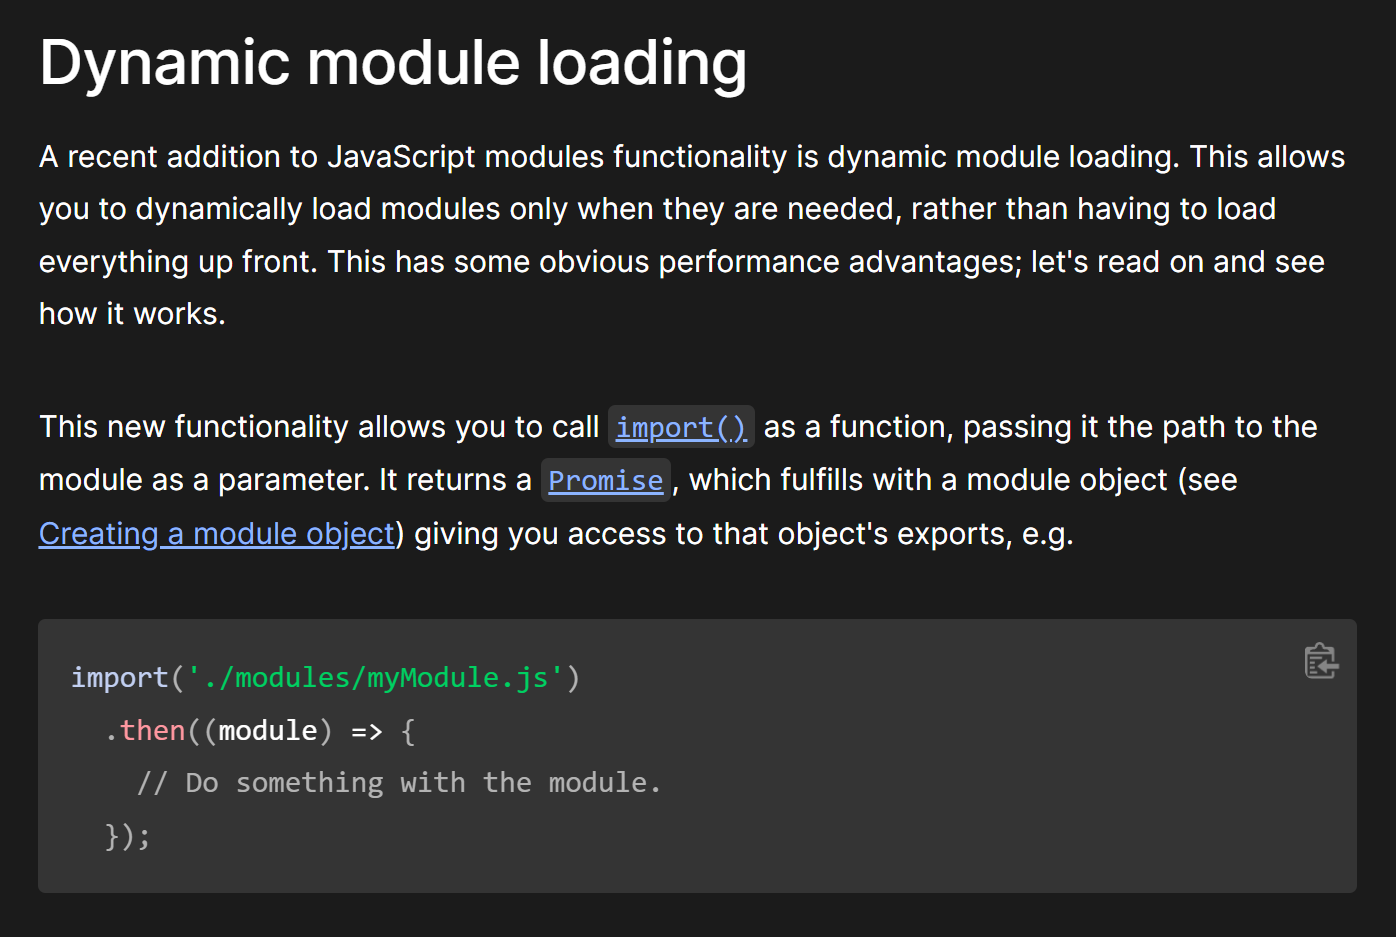 Dynamic module loading
A recent addition to JavaScript modules functionality is dynamic module loading. This allows
you to dynamically load modules only when they are needed, rather than having to load
everything up front. This has some obvious performance advantages; let's read on and see
how it works.
This new functionality allows you to call import() as a function, passing it the path to the
module as a parameter. It returns a Promise, which fulfills with a module object (see
Creating a module object) giving you access to that object's exports, e.g.
import('./modules/myModule.js')
  .then((module) => {
    // Do something with the module.
  });